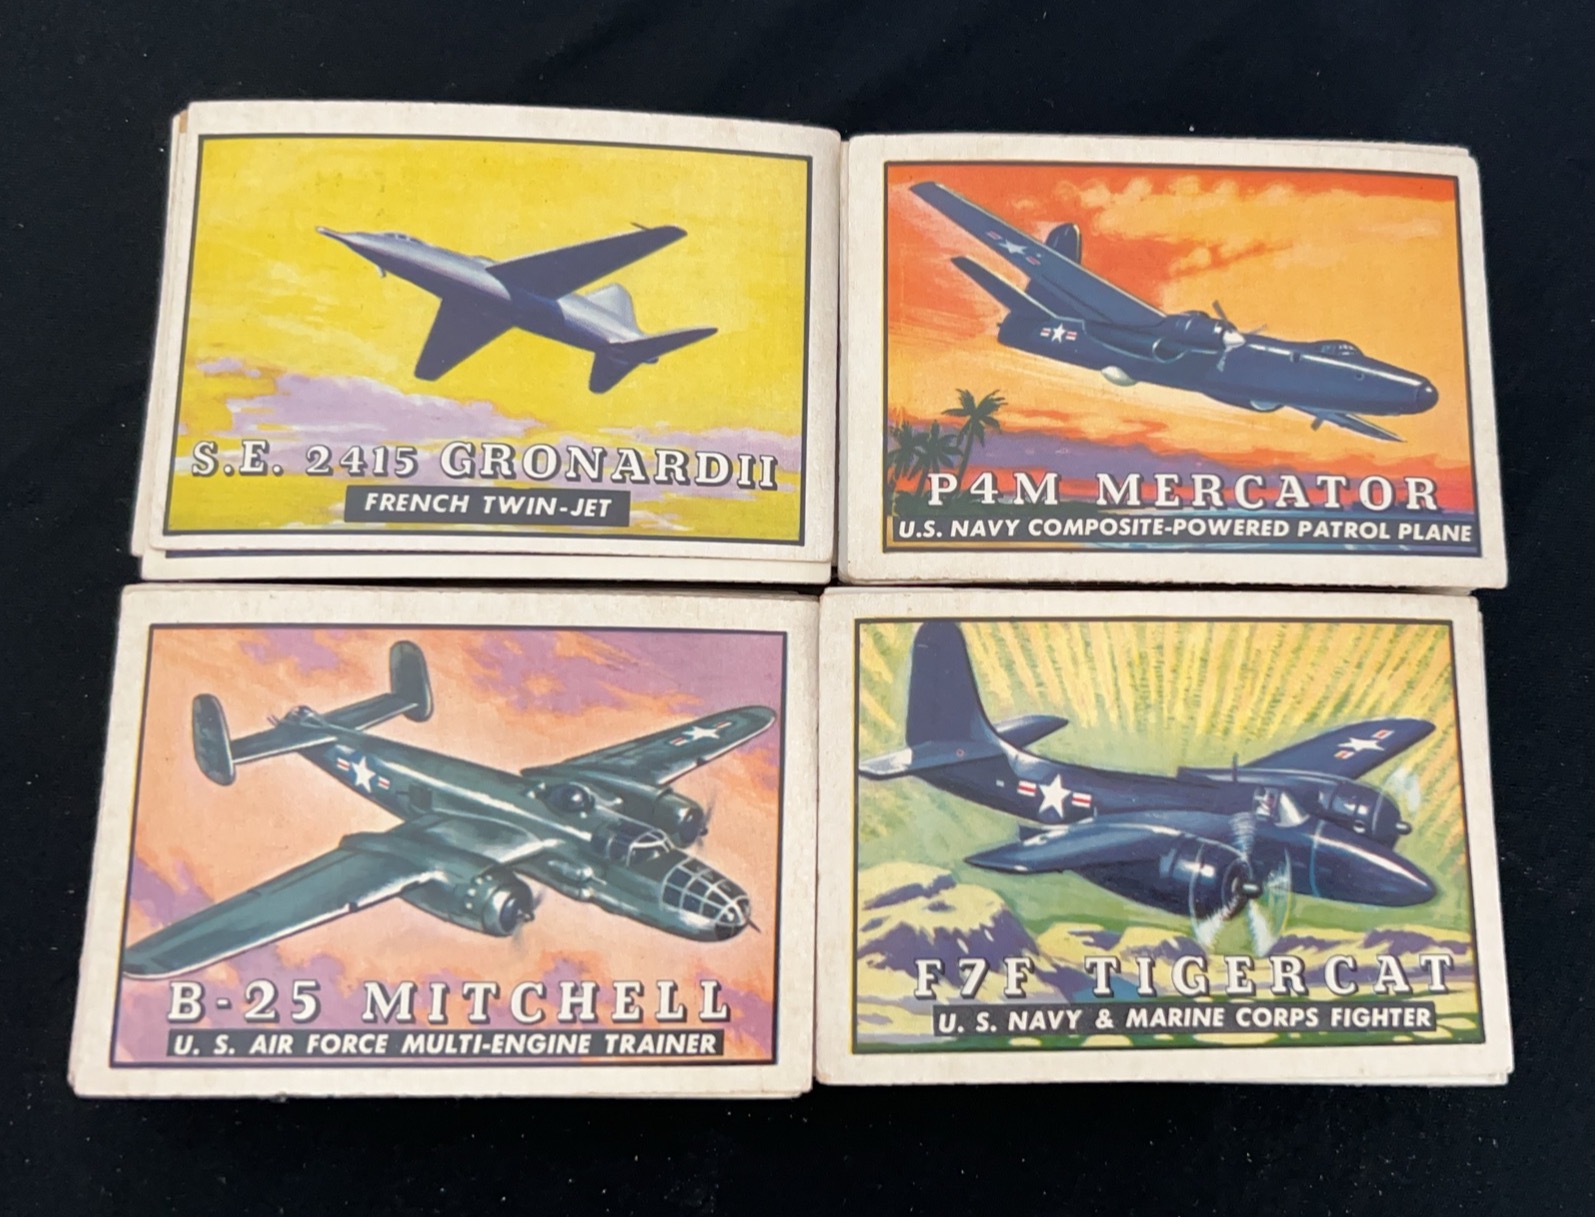 S.E. 2415 GRONARDII
FRENCH TWIN-JET
P4M MERCATOR
U.S. NAVY COMPOSITE-POWERED PATROL PLANE
B-25 MITCHELL
U. S. AIR FORCE MULTI-ENGINE TRAINER
F7F TIGERCAT
U. S. NAVY & MARINE CORPS FIGHTER